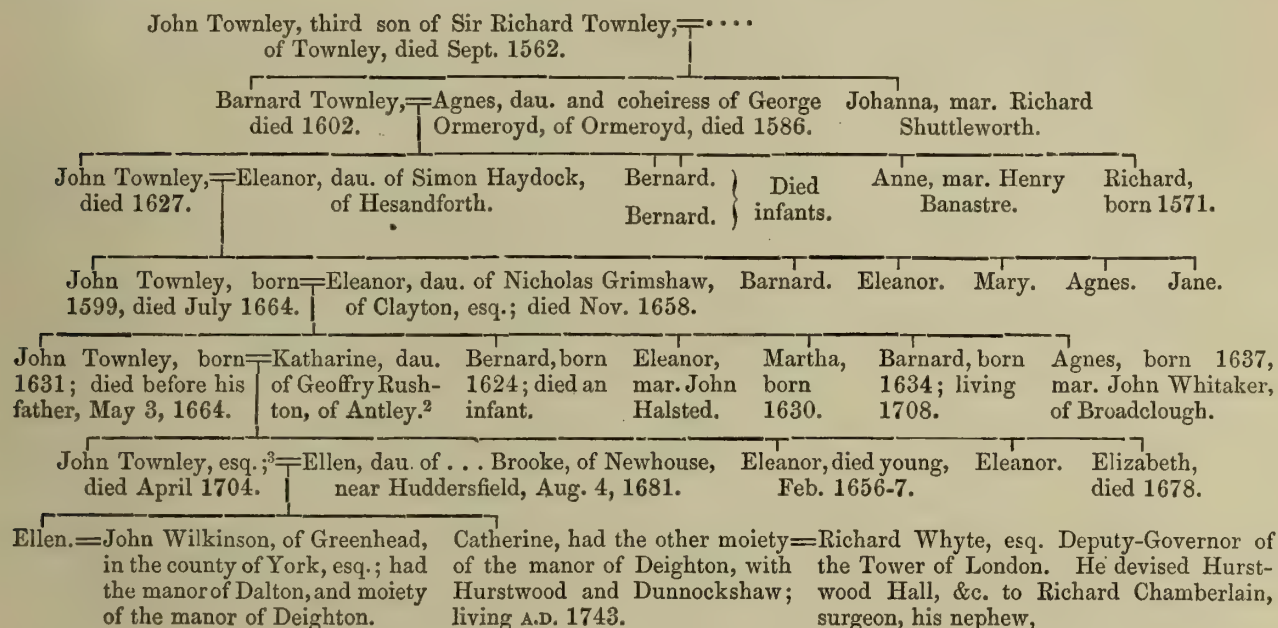 John Townley, third son of Sir Richard Townley,=....
of Townley, died Sept. 1562.
Barnard Townley,=Agnes, dau. and coheiress of George
died 1602. Ormeroyd, of Ormeroyd, died 1586.
Johanna, mar. Richard
Shuttleworth.
John Townley,=Eleanor, dau. of Simon Haydock,
died 1627. of Hesandforth.
Bernard. } Died
Bernard. } infants.
Anne, mar. Henry
Banastre.
Richard,
born 1571.
John Townley, born=Eleanor, dau. of Nicholas Grimshaw,
1599, died July 1664. of Clayton, esq.; died Nov. 1658.
Barnard. Eleanor. Mary. Agnes. Jane.
John Townley, born=Katharine, dau.
1631; died before his of Geoffry Rush-
father, May 3, 1664. ton, of Antley.²
Bernard, born
1624; died an
infant.
Eleanor,
mar. John
Halsted.
Martha,
born
1630.
Barnard, born
1634; living
1708.
Agnes, born 1637,
mar. John Whitaker,
of Broadclough.
John Townley, esq.;³=Ellen, dau. of . . . Brooke, of Newhouse,
died April 1704. near Huddersfield, Aug. 4, 1681.
Eleanor, died young,
Feb. 1656-7.
Eleanor.
Elizabeth,
died 1678.
Ellen.=John Wilkinson, of Greenhead,
in the county of York, esq.; had
the manor of Dalton, and moiety
of the manor of Deighton.
Catherine, had the other moiety=Richard Whyte, esq. Deputy-Governor of
of the manor of Deighton, with the Tower of London. He devised Hurst-
Hurstwood and Dunnockshaw; wood Hall, &c. to Richard Chamberlain,
living A.D. 1743. surgeon, his nephew,